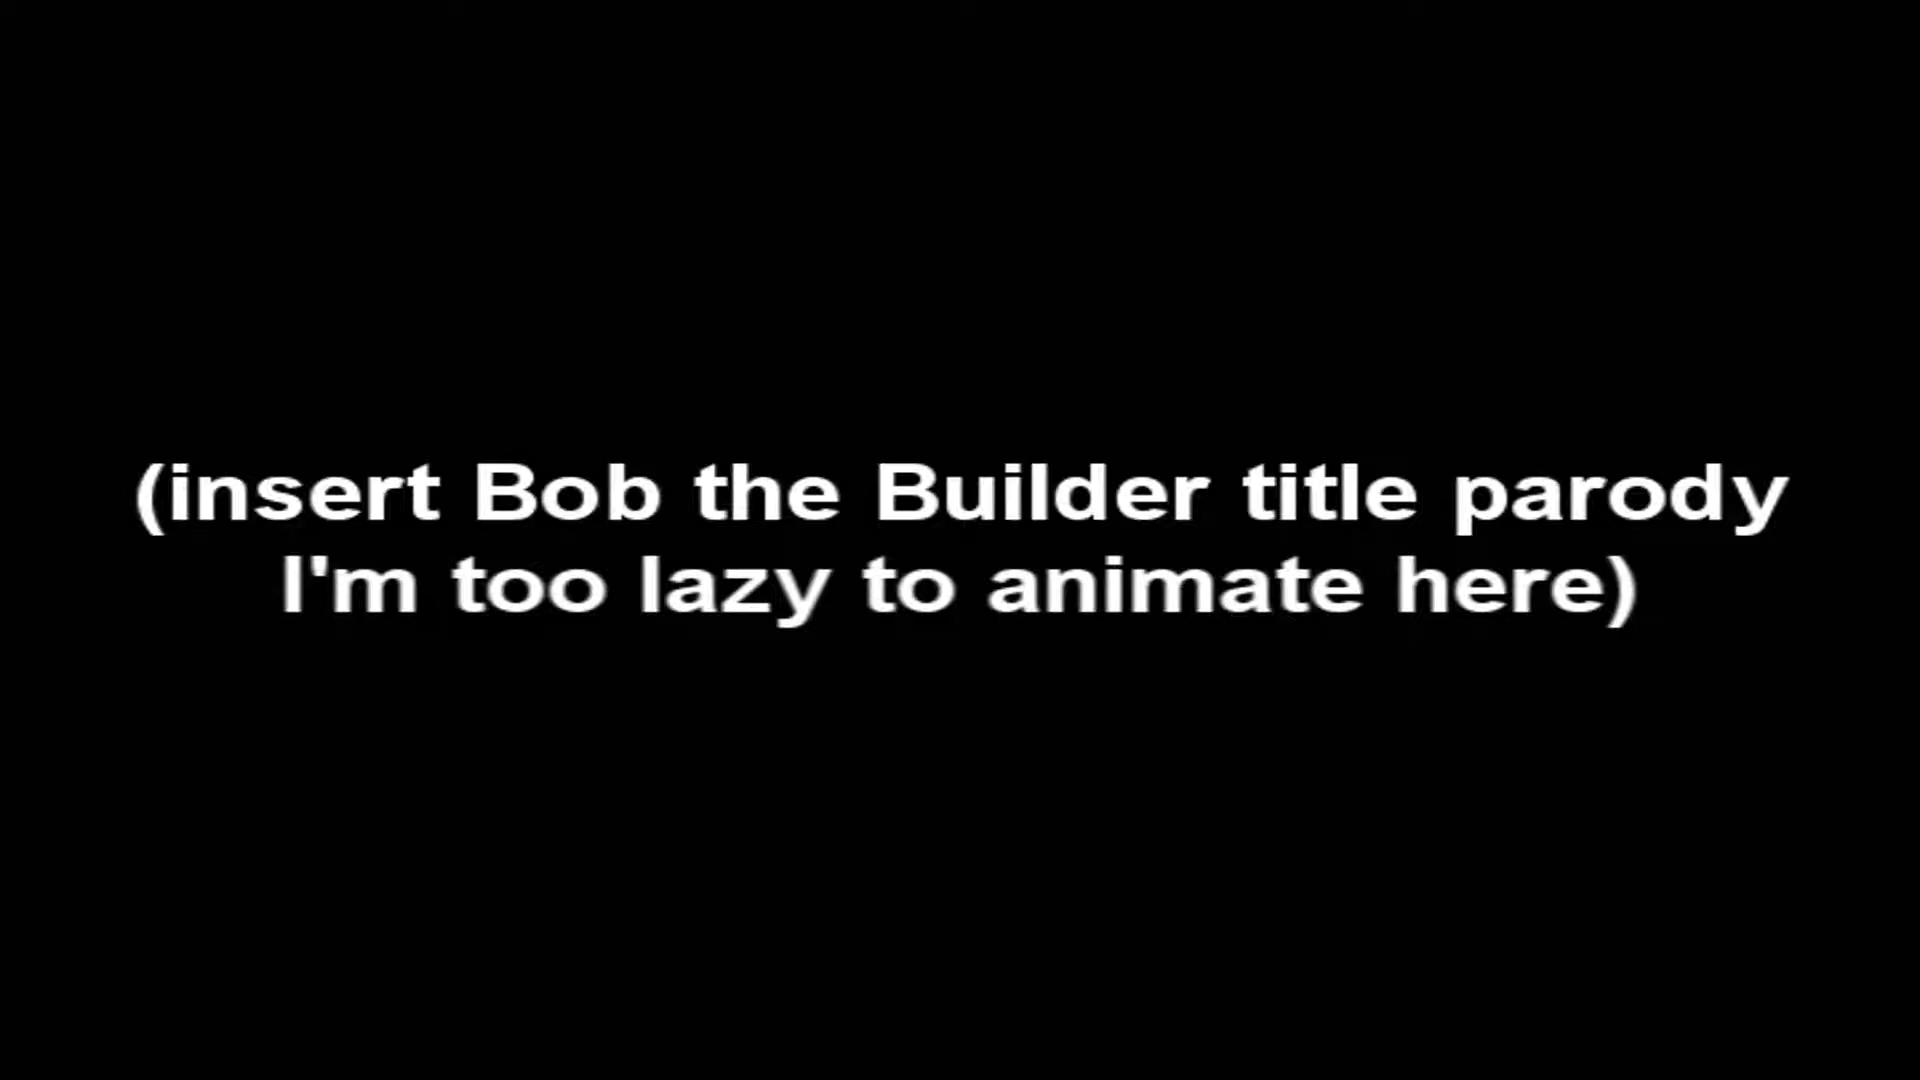 (insert Bob the Builder title parody
I'm too lazy to animate here)